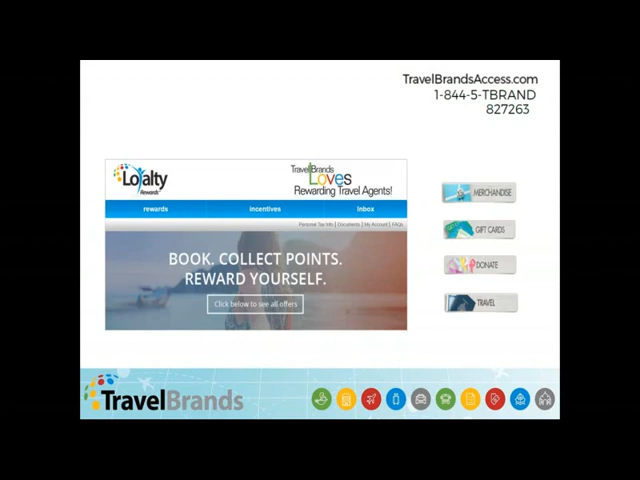 TravelBrandsAccess.com
1-844-5-TBRAND
827263
Loyalty
Rewards
TravelBrands
Loves
Rewarding Travel Agents!
rewards
incentives
Inbox
Personal Tax Info | Documents | My Account | FAQs
BOOK. COLLECT POINTS.
REWARD YOURSELF.
Click below to see all offers
MERCHANDISE
GIFT CARDS
DONATE
TRAVEL
TravelBrands